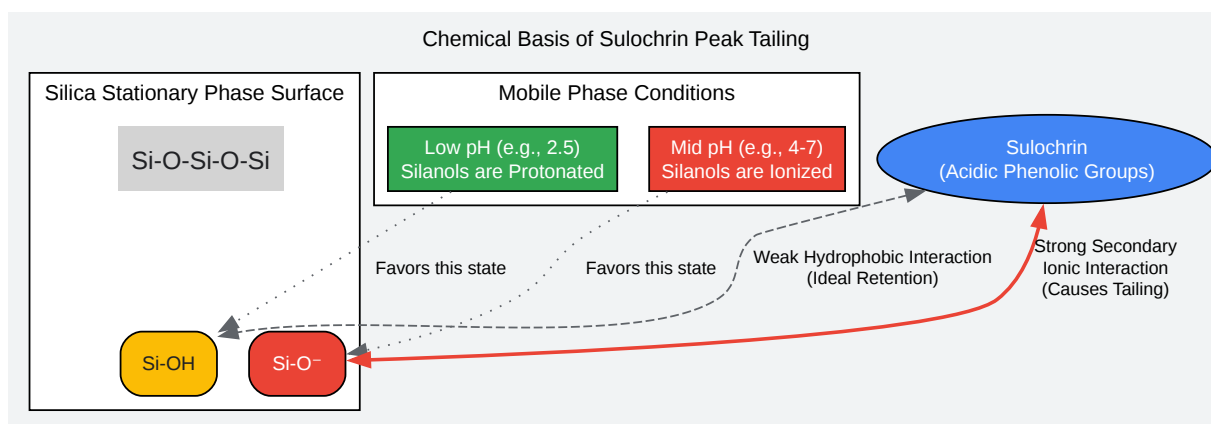 Chemical Basis of Sulochrin Peak Tailing
Silica Stationary Phase Surface
Si-O-Si-O-Si
Mobile Phase Conditions
Low pH (e.g., 2.5)
Silanols are Protonated
Mid pH (e.g., 4-7)
Silanols are Ionized
Sulochrin
(Acidic Phenolic Groups)
Favors this state
Favors this state
Weak Hydrophobic Interaction
(Ideal Retention)
Strong Secondary
Ionic Interaction
(Causes Tailing)
Si-OH
Si-O⁻